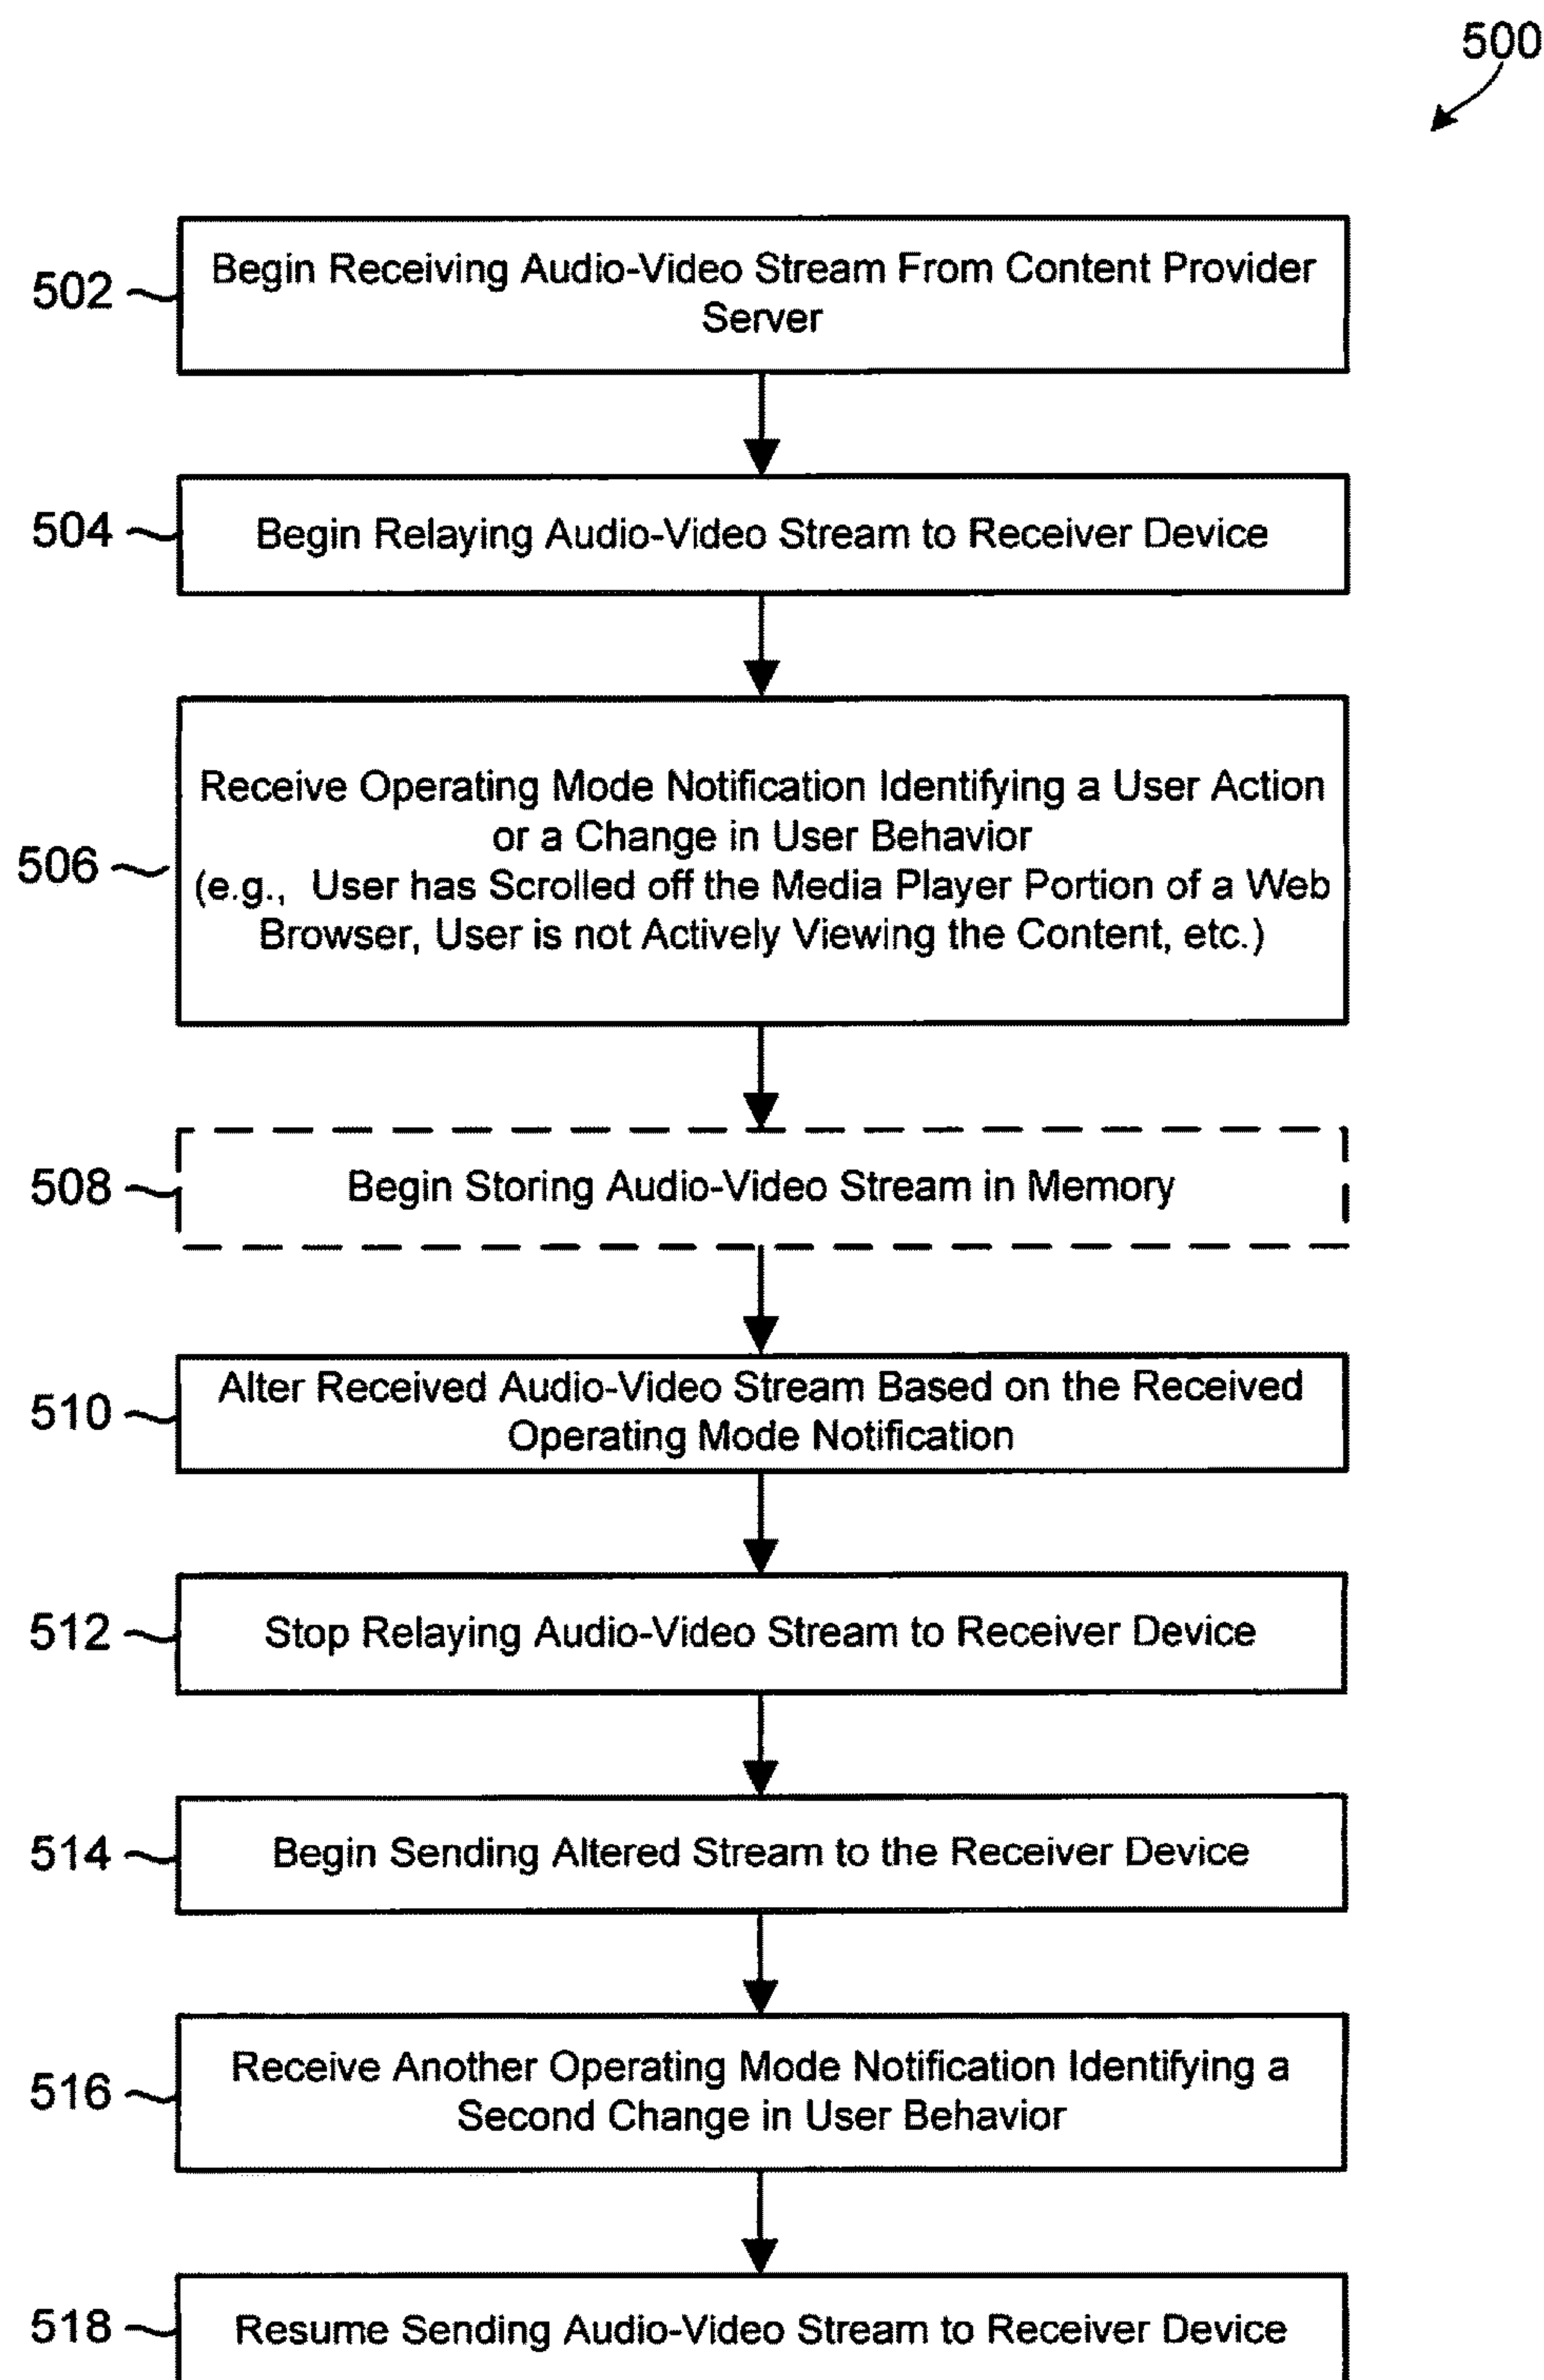 500
502
Begin Receiving Audio-Video Stream From Content Provider
Server
504
Begin Relaying Audio-Video Stream to Receiver Device
506
Receive Operating Mode Notification Identifying a User Action
or a Change in User Behavior
(e.g., User has Scrolled off the Media Player Portion of a Web
Browser, User is not Actively Viewing the Content, etc.)
508
Begin Storing Audio-Video Stream in Memory
510
Alter Received Audio-Video Stream Based on the Received
Operating Mode Notification
512
Stop Relaying Audio-Video Stream to Receiver Device
514
Begin Sending Altered Stream to the Receiver Device
516
Receive Another Operating Mode Notification Identifying a
Second Change in User Behavior
518
Resume Sending Audio-Video Stream to Receiver Device